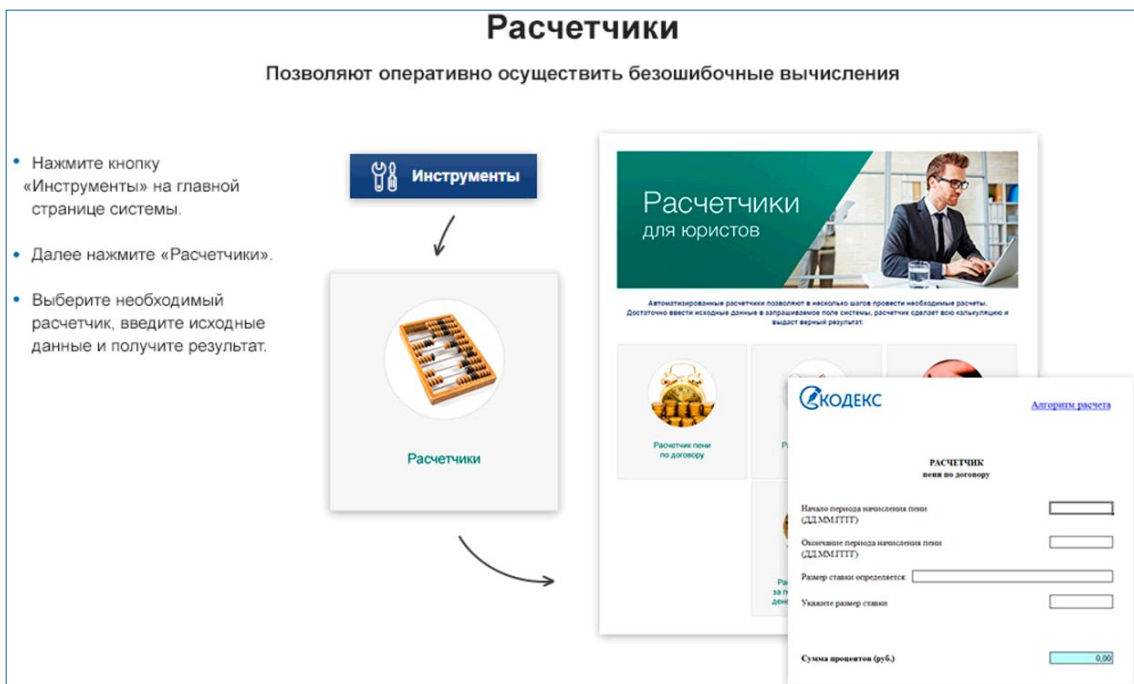 Расчетчики
Позволяют оперативно осуществить безошибочные вычисления
• Нажмите кнопку
«Инструменты» на главной
странице системы.
• Далее нажмите «Расчетчики».
• Выберите необходимый
расчетчик, введите исходные
данные и получите результат.
Инструменты
Расчетчики
Расчетчики
для юристов
Автоматизированные расчетчики позволяют в несколько шагов провести необходимые расчеты.
Достаточно ввести исходные данные в запрашиваемое поле системы, расчетчик сделает всю калькуляцию и
выдаст верный результат.
Расчетчик пени
по договору
КОДЕКС
Алгоритм расчета
РАСЧЕТЧИК
пени по договору
Начало периода начисления пени
(ДД.ММ.ГГГГ)
Окончание периода начисления пени
(ДД.ММ.ГГГГ)
Размер ставки определяется:
Укажите размер ставки
Сумма процентов (руб.)
0,00